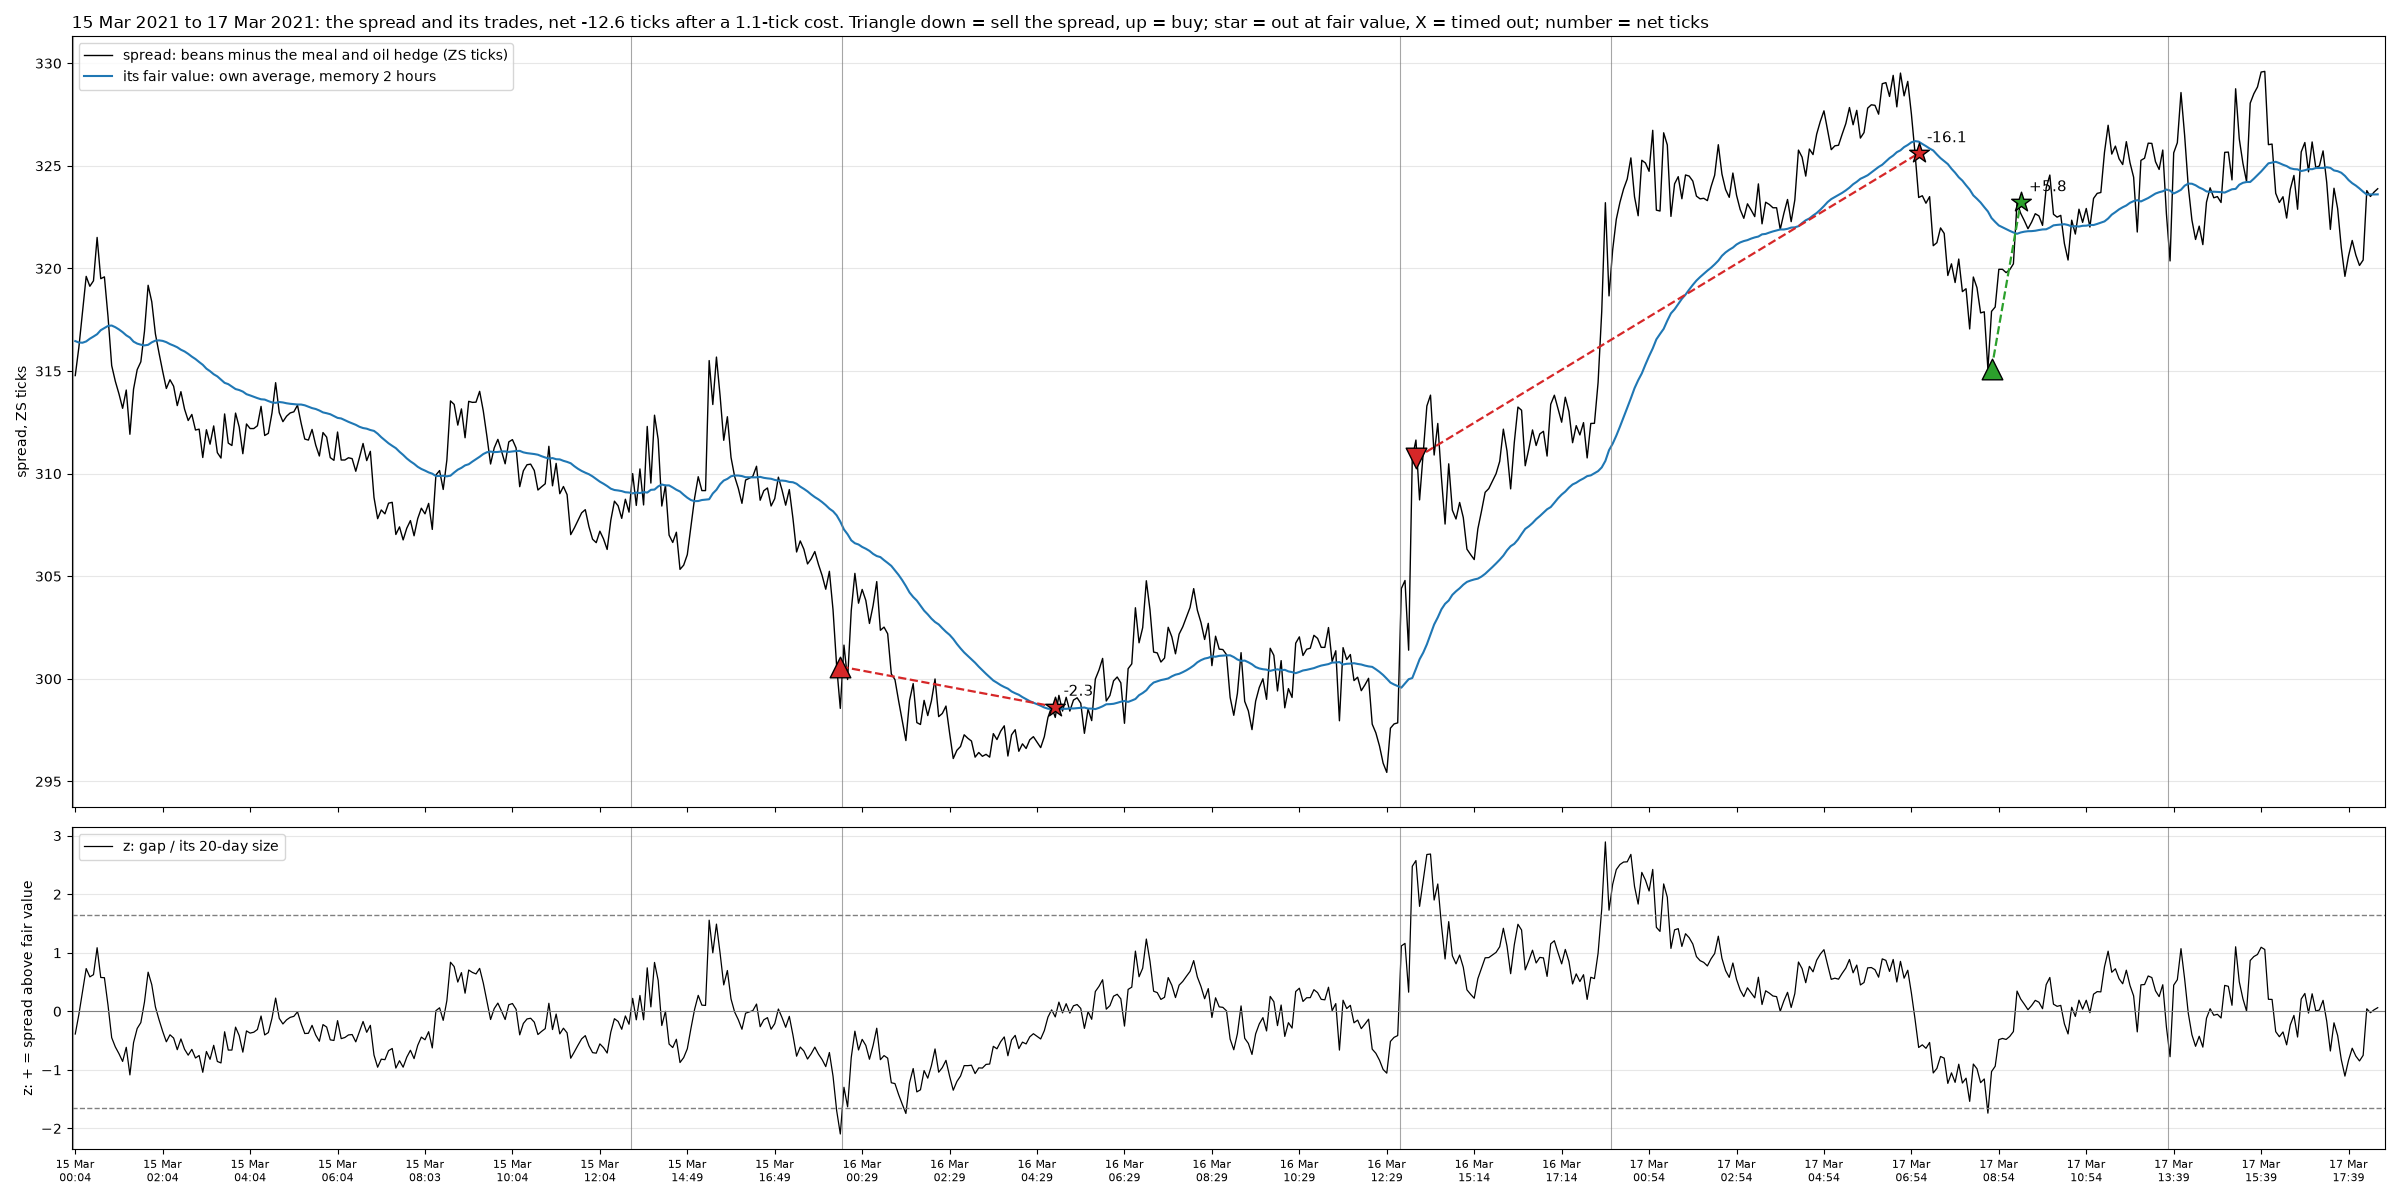 15 Mar 2021 to 17 Mar 2021: the spread and its trades, net -12.6 ticks after a 1.1-tick cost. Triangle down = sell the spread, up = buy; star = out at fair value, X = timed out; number = net ticks
spread: beans minus the meal and oil hedge (ZS ticks)
its fair value: own average, memory 2 hours
spread, ZS ticks
330
325
320
315
310
305
300
295
-2.3
-16.1
+5.8
z: gap / its 20-day size
z: + = spread above fair value
3
2
1
0
−1
−2
15 Mar 15 Mar 15 Mar 15 Mar 15 Mar 15 Mar 15 Mar 15 Mar 15 Mar 16 Mar 16 Mar 16 Mar 16 Mar 16 Mar 16 Mar 16 Mar 16 Mar 16 Mar 17 Mar 17 Mar 17 Mar 17 Mar 17 Mar 17 Mar 17 Mar 17 Mar 17 Mar
00:04 02:04 04:04 06:04 08:03 10:04 12:04 14:49 16:49 00:29 02:29 04:29 06:29 08:29 10:29 12:29 15:14 17:14 00:54 02:54 04:54 06:54 08:54 10:54 13:39 15:39 17:39